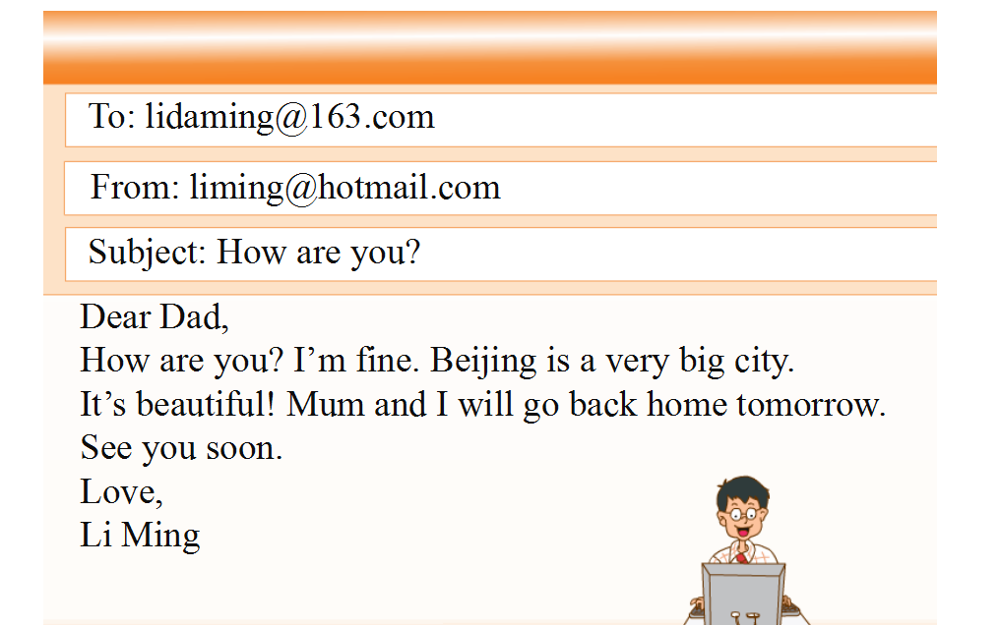 To: lidaming@163.com
From: liming@hotmail.com
Subject: How are you?
Dear Dad,
How are you? I’m fine. Beijing is a very big city.
It’s beautiful! Mum and I will go back home tomorrow.
See you soon.
Love,
Li Ming